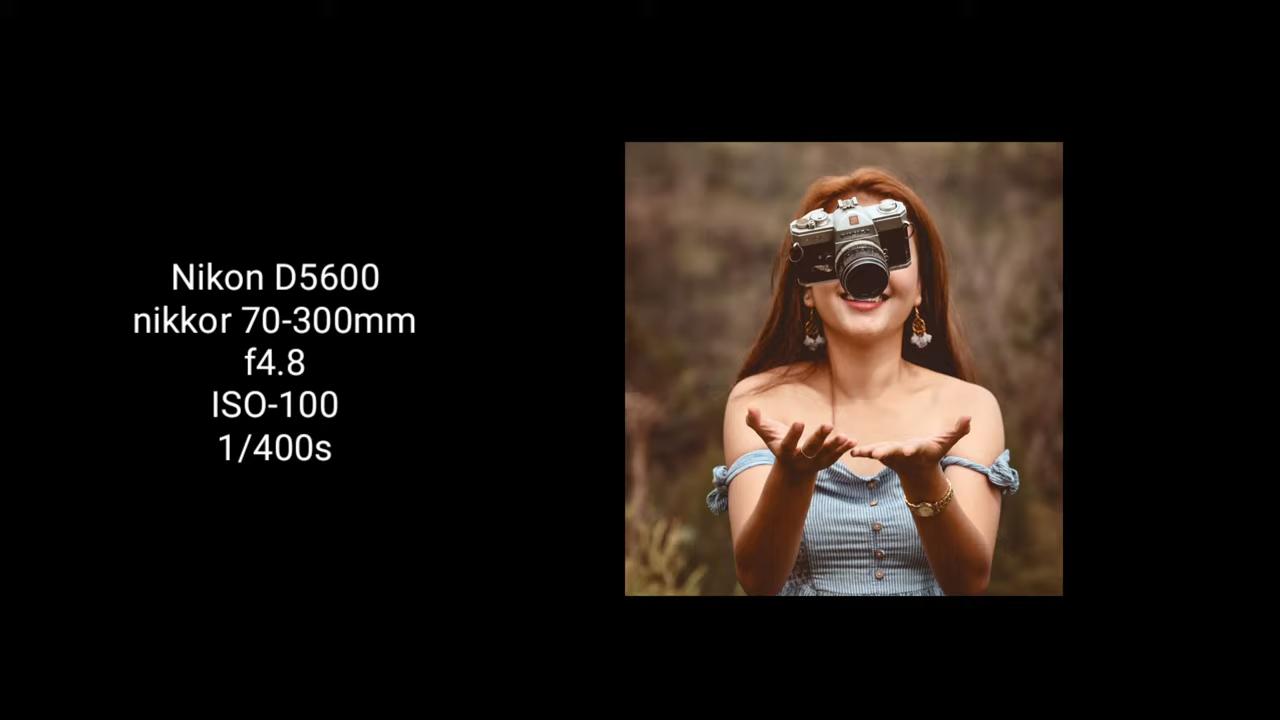 Nikon D5600
nikkor 70-300mm
f4.8
ISO-100
1/400s